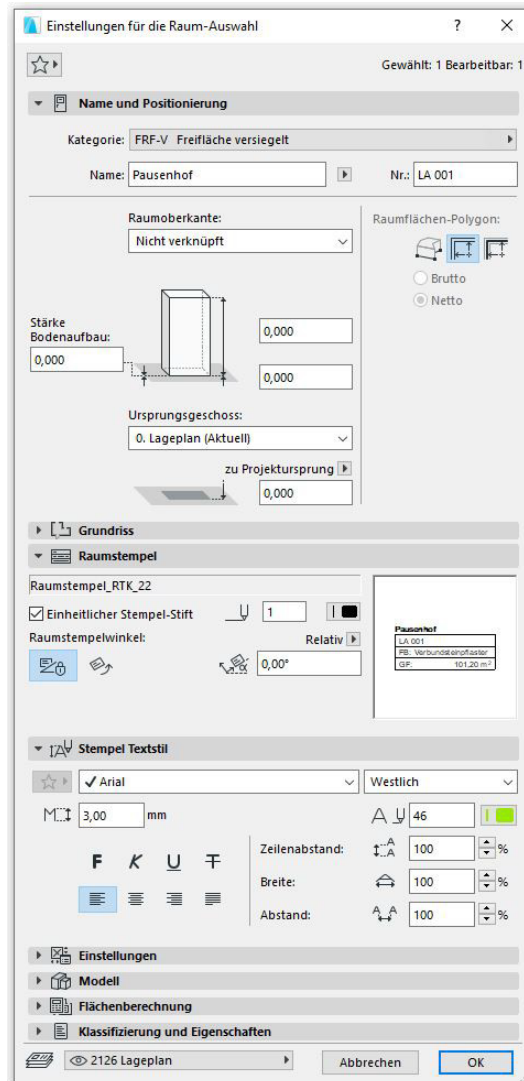 Einstellungen für die Raum-Auswahl
Gewählt: 1 Bearbeitbar: 1
Name und Positionierung
Kategorie: FRF-V Freifläche versiegelt
Name: Pausenhof Nr.: LA 001
Raumoberkante:
Nicht verknüpft
Raumflächen-Polygon:
Brutto
Netto
Stärke
Bodenaufbau:
0,000
0,000
0,000
Ursprungsgeschoss:
0. Lageplan (Aktuell)
zu Projektursprung
0,000
Grundriss
Raumstempel
Raumstempel_RTK_22
Einheitlicher Stempel-Stift 1
Raumstempelwinkel: Relativ
0,00°
Pausenhof
LA 001
FB: Verbundsteinpflaster
GF: 101,20 m²
Stempel Textstil
Arial Westlich
3,00 mm 46
F K U T
Zeilenabstand: 100 %
Breite: 100 %
Abstand: 100 %
Einstellungen
Modell
Flächenberechnung
Klassifizierung und Eigenschaften
2126 Lageplan Abbrechen OK